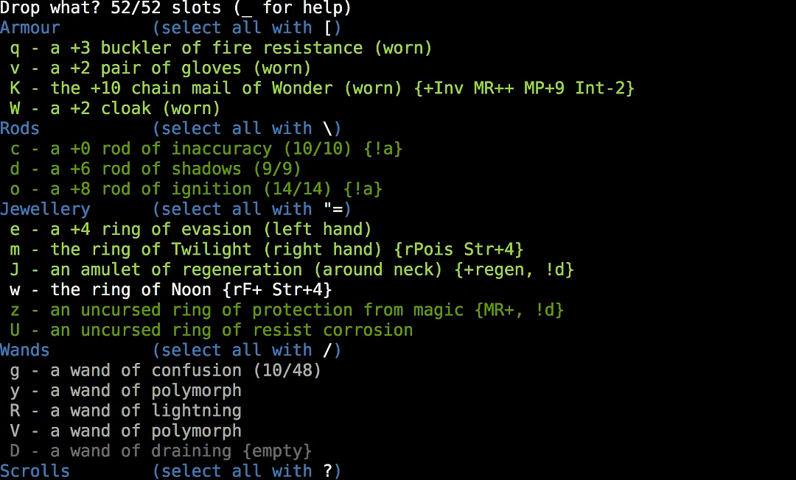 Drop what? 52/52 slots (_ for help)
Armour (select all with [)
q - a +3 buckler of fire resistance (worn)
v - a +2 pair of gloves (worn)
K - the +10 chain mail of Wonder (worn) {+Inv MR++ MP+9 Int-2}
W - a +2 cloak (worn)
Rods (select all with \)
c - a +0 rod of inaccuracy (10/10) {!a}
d - a +6 rod of shadows (9/9)
o - a +8 rod of ignition (14/14) {!a}
Jewellery (select all with "=)
e - a +4 ring of evasion (left hand)
m - the ring of Twilight (right hand) {rPois Str+4}
J - an amulet of regeneration (around neck) {+regen, !d}
w - the ring of Noon {rF+ Str+4}
z - an uncursed ring of protection from magic {MR+, !d}
U - an uncursed ring of resist corrosion
Wands (select all with /)
g - a wand of confusion (10/48)
y - a wand of polymorph
R - a wand of lightning
V - a wand of polymorph
D - a wand of draining {empty}
Scrolls (select all with ?)